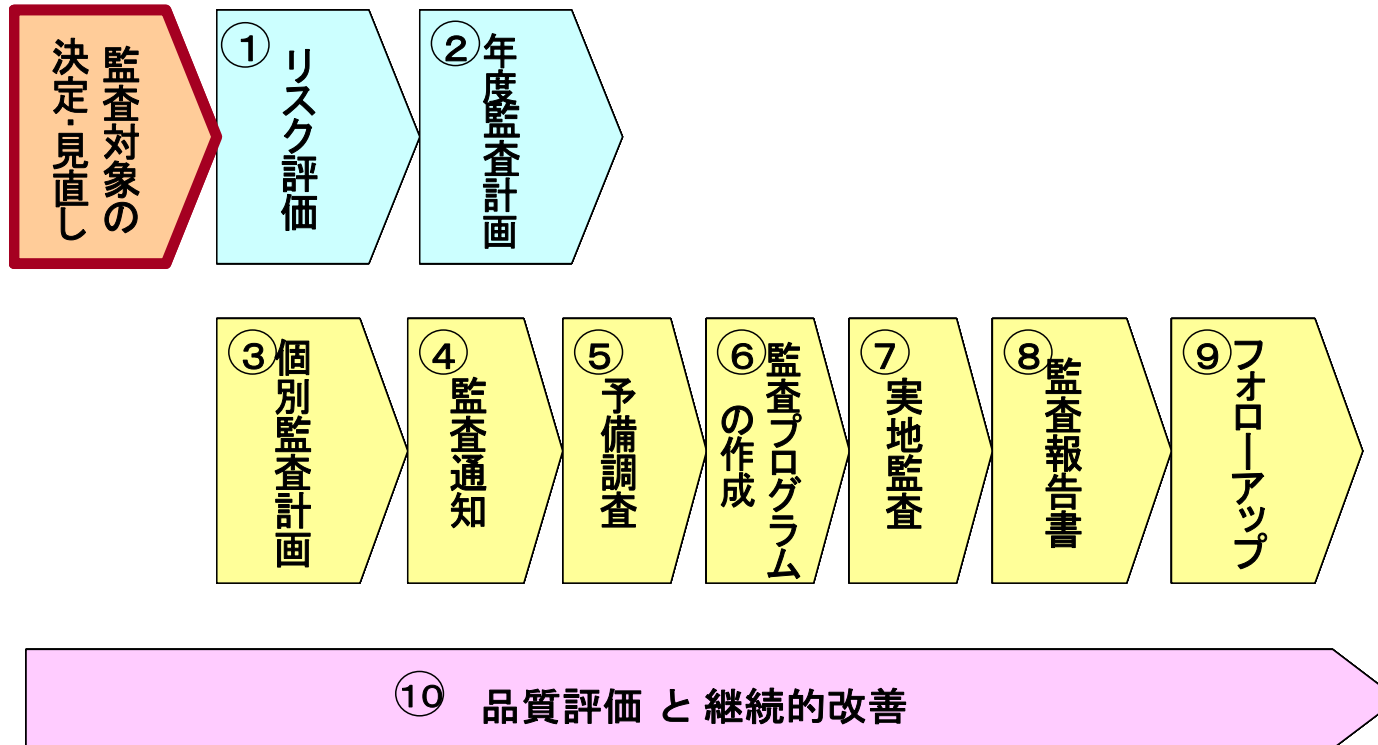 監査対象の
決定・見直し
①
リスク評価
②
年度監査計画
③
個別監査計画
④
監査通知
⑤
予備調査
⑥
監査プログラム
の作成
⑦
実地監査
⑧
監査報告書
⑨
フォローアップ
⑩ 品質評価 と 継続的改善